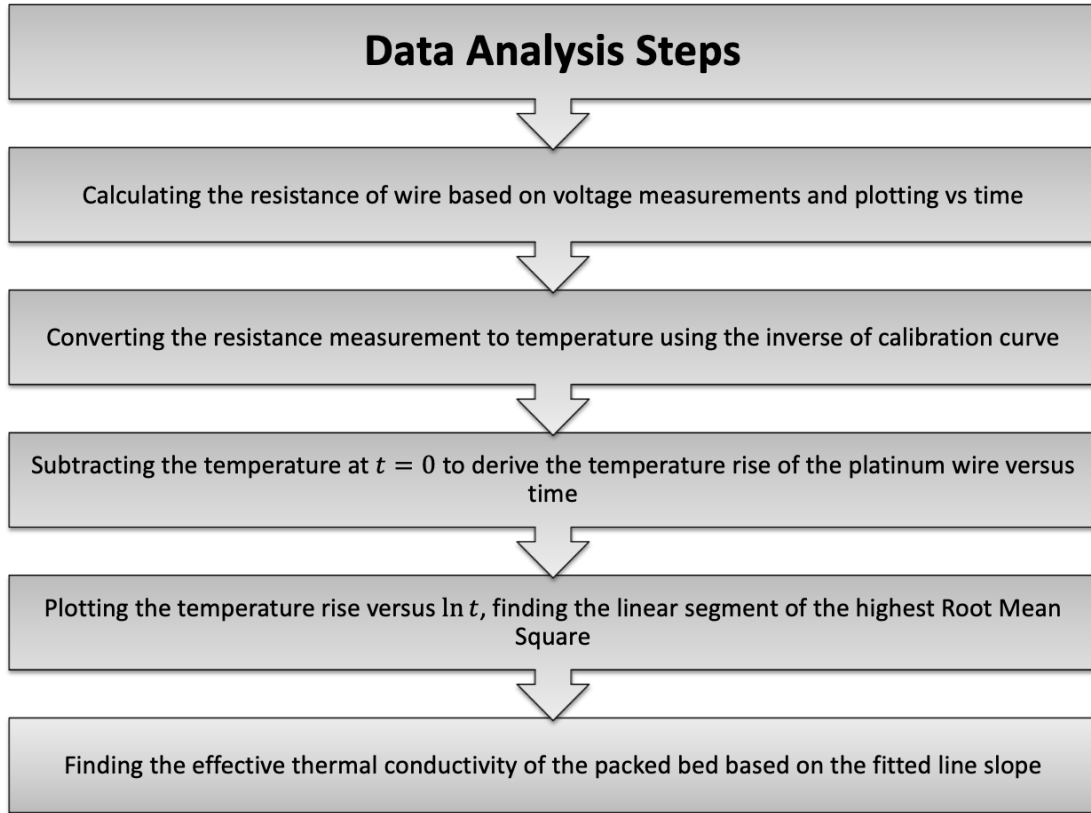 Data Analysis Steps
Calculating the resistance of wire based on voltage measurements and plotting vs time
Converting the resistance measurement to temperature using the inverse of calibration curve
Subtracting the temperature at t = 0 to derive the temperature rise of the platinum wire versus
time
Plotting the temperature rise versus ln t, finding the linear segment of the highest Root Mean
Square
Finding the effective thermal conductivity of the packed bed based on the fitted line slope